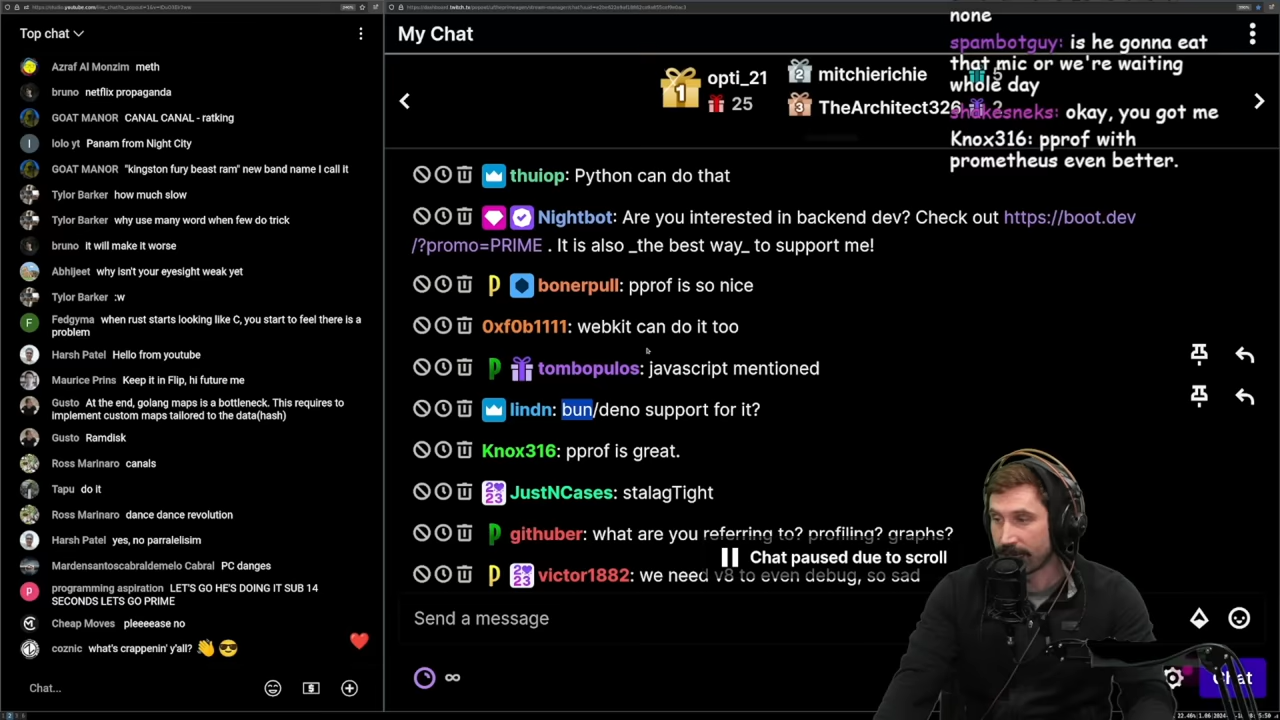 Top chat
Azraf Al Monzim meth
bruno netflix propaganda
GOAT MANOR CANAL CANAL - ratking
lolo yt Panam from Night City
GOAT MANOR "kingston fury beast ram" new band name I call it
Tylor Barker how much slow
Tylor Barker why use many word when few do trick
bruno it will make it worse
Abhijeet why isn't your eyesight weak yet
Tylor Barker :w
Fedgyma when rust starts looking like C, you start to feel there is a
problem
Harsh Patel Hello from youtube
Maurice Prins Keep it in Flip, hi future me
Gusto At the end, golang maps is a bottleneck. This requires to
implement custom maps tailored to the data(hash)
Gusto Ramdisk
Ross Marinaro canals
Tapu do it
Ross Marinaro dance dance revolution
Harsh Patel yes, no parralelisim
Mardensantoscabraldemelo Cabral PC danges
programming aspiration LET'S GO HE'S DOING IT SUB 14
SECONDS LETS GO PRIME
Cheap Moves pleeeease no
coznic what's crappenin' y'all?
Chat...
My Chat
1 opti_21
25
2 mitchierichie 5
3 TheArchitect326 2
thuiop: Python can do that
Nightbot: Are you interested in backend dev? Check out https://boot.dev
/?promo=PRIME . It is also _the best way_ to support me!
bonerpull: pprof is so nice
0xf0b1111: webkit can do it too
tombopulos: javascript mentioned
lindn: bun/deno support for it?
Knox316: pprof is great.
JustNCases: stalagTight
githuber: what are you referring to? profiling? graphs?
Chat paused due to scroll
victor1882: we need v8 to even debug, so sad
Send a message
Chat
none
spambotguy: is he gonna eat
that mic or we're waiting
whole day
shakesneks: okay, you got me
Knox316: pprof with
prometheus even better.